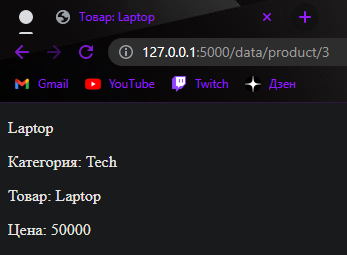 Товар: Laptop
127.0.0.1:5000/data/product/3
Gmail YouTube Twitch Дзен
Laptop
Категория: Tech
Товар: Laptop
Цена: 50000